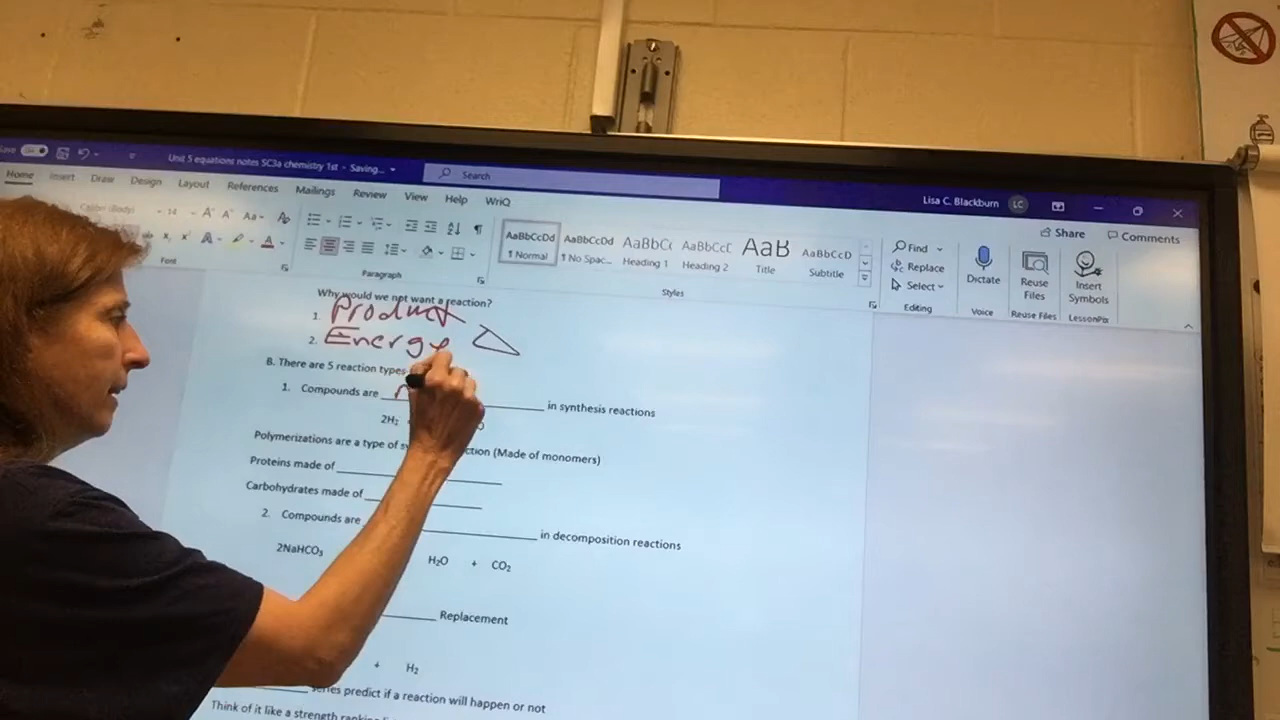 Unit 5 equations notes SC3a chemistry 1st - Saving...
Search
Lisa C. Blackburn LC
Home Insert Draw Design Layout References Mailings Review View Help WriQ
Share Comments
Calibri (Body) 14
AaBbCcDd AaBbCcDd AaBbC AaBbCcC AaB AaBbCcD
¶ Normal ¶ No Spac... Heading 1 Heading 2 Title Subtitle
Find
Replace
Select
Dictate
Reuse Files
Insert Symbols
Font Paragraph Styles Editing Voice Reuse Files LessonPix
Why would we not want a reaction?
1. Product
2. Energy
B. There are 5 reaction types
1. Compounds are in synthesis reactions
2H₂
Polymerizations are a type of (Made of monomers)
Proteins made of
Carbohydrates made of
2. Compounds are in decomposition reactions
2NaHCO₃ H₂O + CO₂
Replacement
+ H₂
series predict if a reaction will happen or not
Think of it like a strength ranking